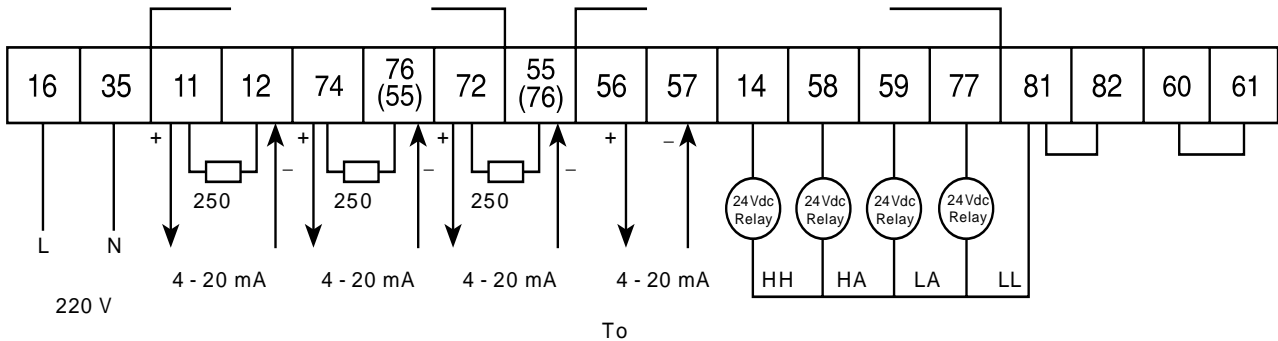 16 35 11 12 74 76 (55) 72 55 (76) 56 57 14 58 59 77 81 82 60 61
+ – + – + – + –
250 250 250
24Vdc Relay 24Vdc Relay 24Vdc Relay 24Vdc Relay
L N
4 - 20 mA 4 - 20 mA 4 - 20 mA 4 - 20 mA HH HA LA LL
220 V
To